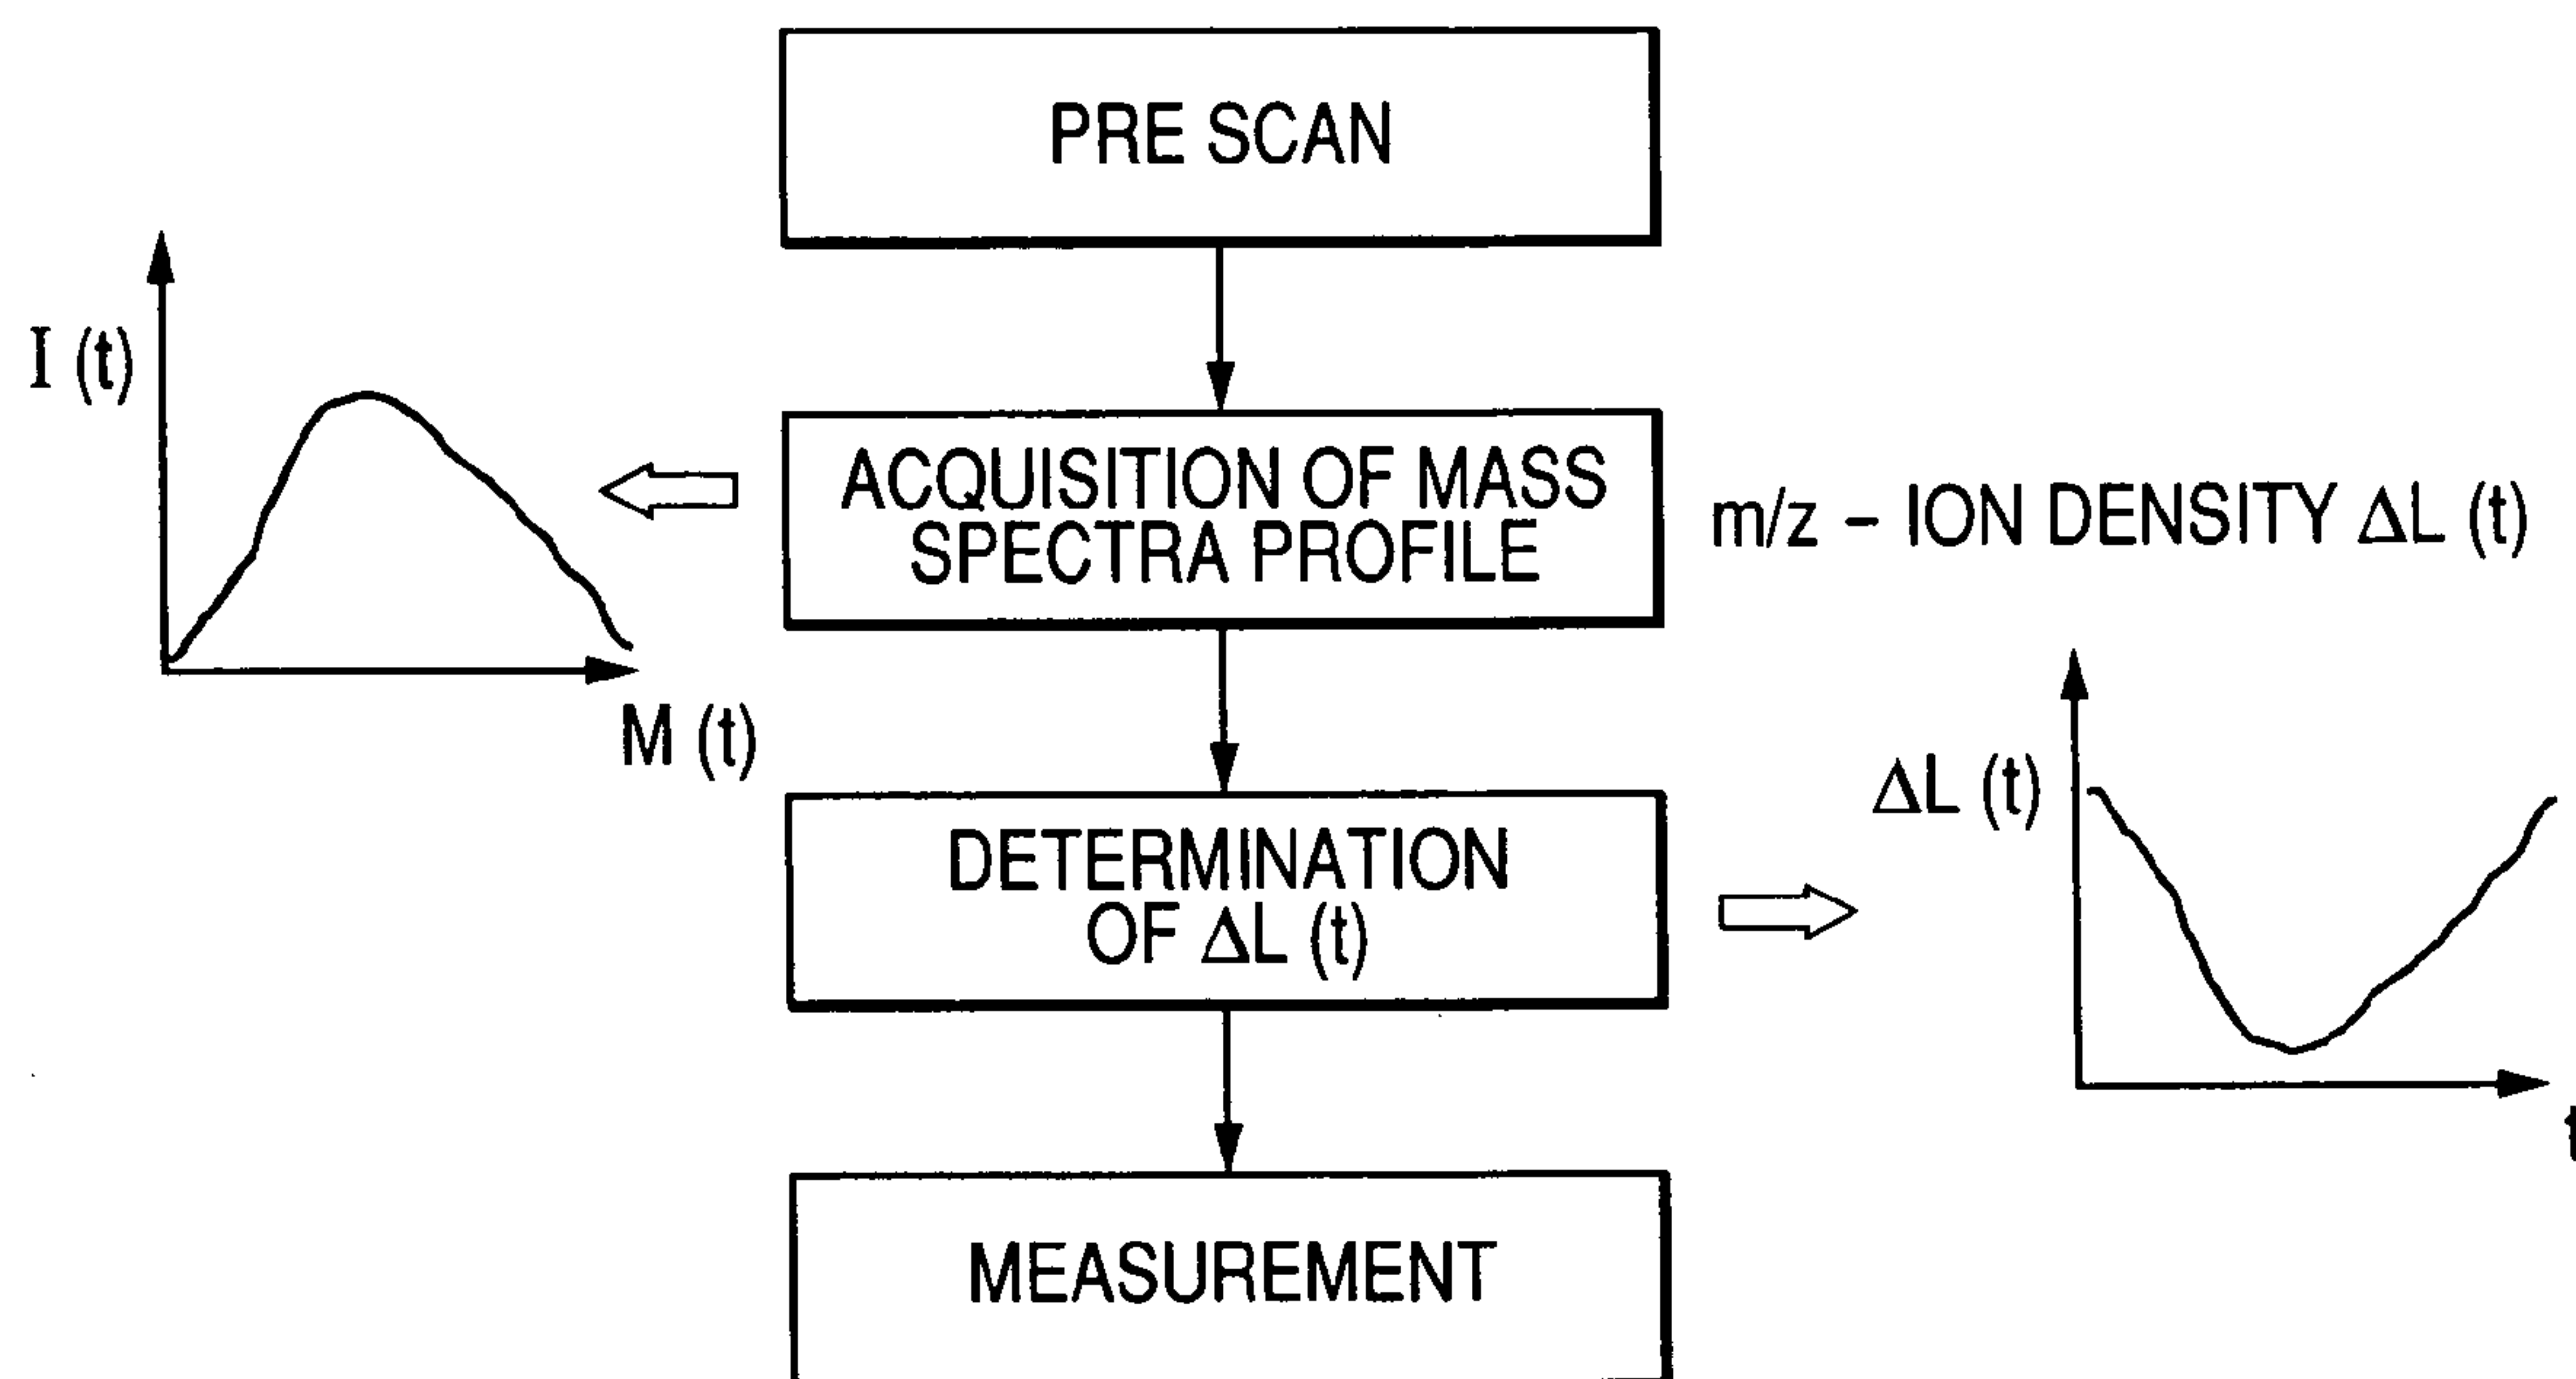 PRE SCAN
I (t)
ACQUISITION OF MASS
SPECTRA PROFILE
m/z – ION DENSITY ΔL (t)
M (t)
DETERMINATION
OF ΔL (t)
ΔL (t)
t
MEASUREMENT